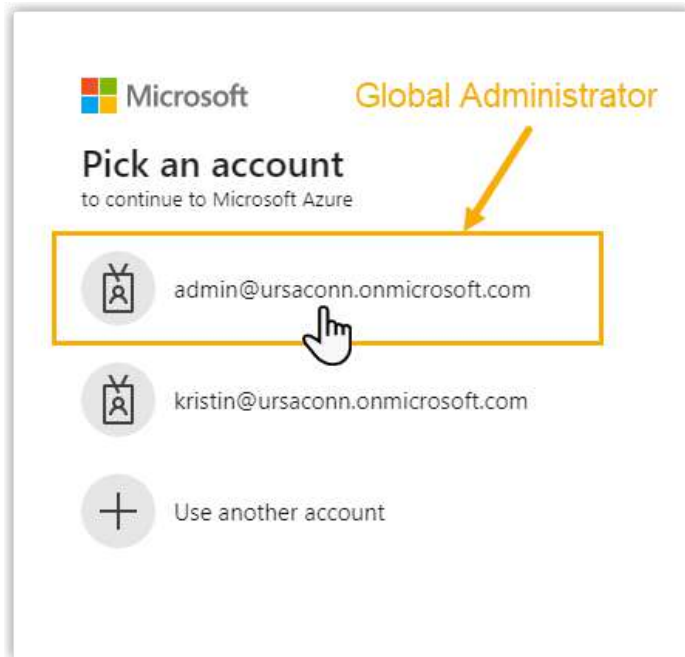 Microsoft
Global Administrator
Pick an account
to continue to Microsoft Azure
admin@ursaconn.onmicrosoft.com
kristin@ursaconn.onmicrosoft.com
Use another account